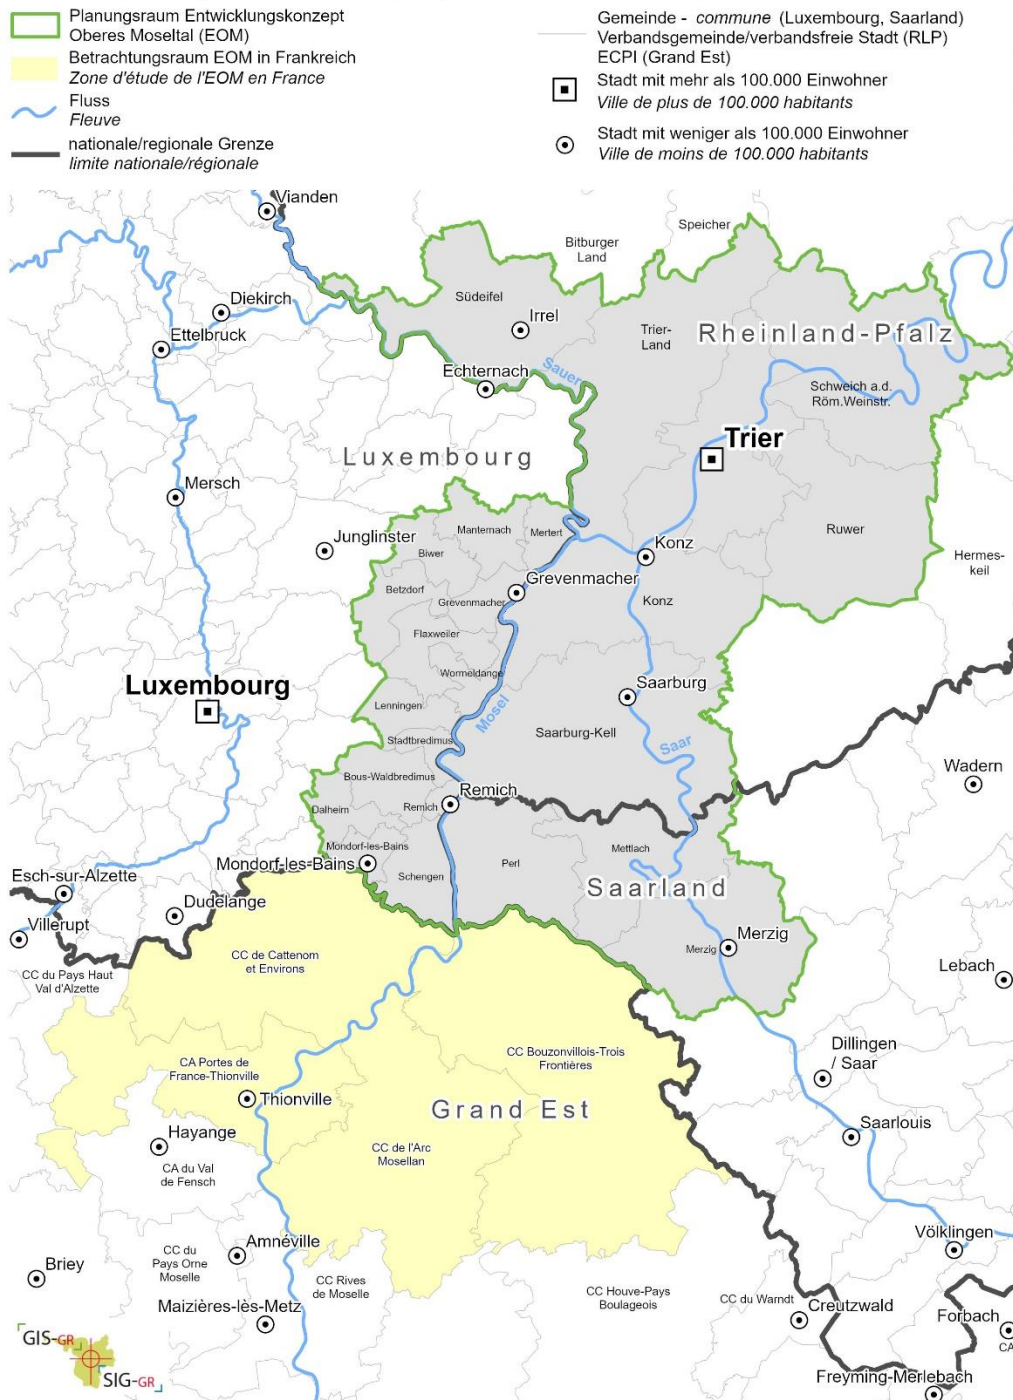 Planungsraum Entwicklungskonzept
Oberes Moseltal (EOM)
Betrachtungsraum EOM in Frankreich
Zone d'étude de l'EOM en France
Fluss
Fleuve
nationale/regionale Grenze
limite nationale/régionale
Gemeinde - commune (Luxembourg, Saarland)
Verbandsgemeinde/verbandsfreie Stadt (RLP)
ECPI (Grand Est)
Stadt mit mehr als 100.000 Einwohner
Ville de plus de 100.000 habitants
Stadt mit weniger als 100.000 Einwohner
Ville de moins de 100.000 habitants
Vianden
Speicher
Bitburger
Land
Südeifel
Diekirch
Irrel
Trier-
Land
Rheinland-Pfalz
Ettelbruck
Echternach
Sauer
Schweich a.d.
Röm.Weinstr.
Luxembourg
Trier
Mersch
Junglinster
Manternach
Mertert
Ruwer
Biwer
Konz
Hermes-
keil
Betzdorf
Grevenmacher
Grevenmacher
Konz
Flaxweiler
Wormeldange
Luxembourg
Saarburg
Lenningen
Mosel
Saarburg-Kell
Stadtbredimus
Saar
Bous-Waldbredimus
Wadern
Remich
Remich
Dalheim
Mondorf-les-Bains
Mettlach
Mondorf-les-Bains
Perl
Schengen
Esch-sur-Alzette
Saarland
Dudelange
Villerupt
Merzig
Merzig
CC de Cattenom
et Environs
CC du Pays Haut
Val d'Alzette
Lebach
Dillingen
/ Saar
CC Bouzonvillois-Trois
Frontières
CA Portes de
France-Thionville
Thionville
Grand Est
Hayange
Saarlouis
CC de l'Arc
Mosellan
CA du Val
de Fensch
Völklingen
Amnéville
Briey
CC du
Pays Orne
Moselle
CC Rives
de Moselle
CC Houve-Pays
Boulageois
CC du Warndt
Creutzwald
Maizières-lès-Metz
Forbach
CA
GIS-GR
SIG-GR
Freyming-Merlebach